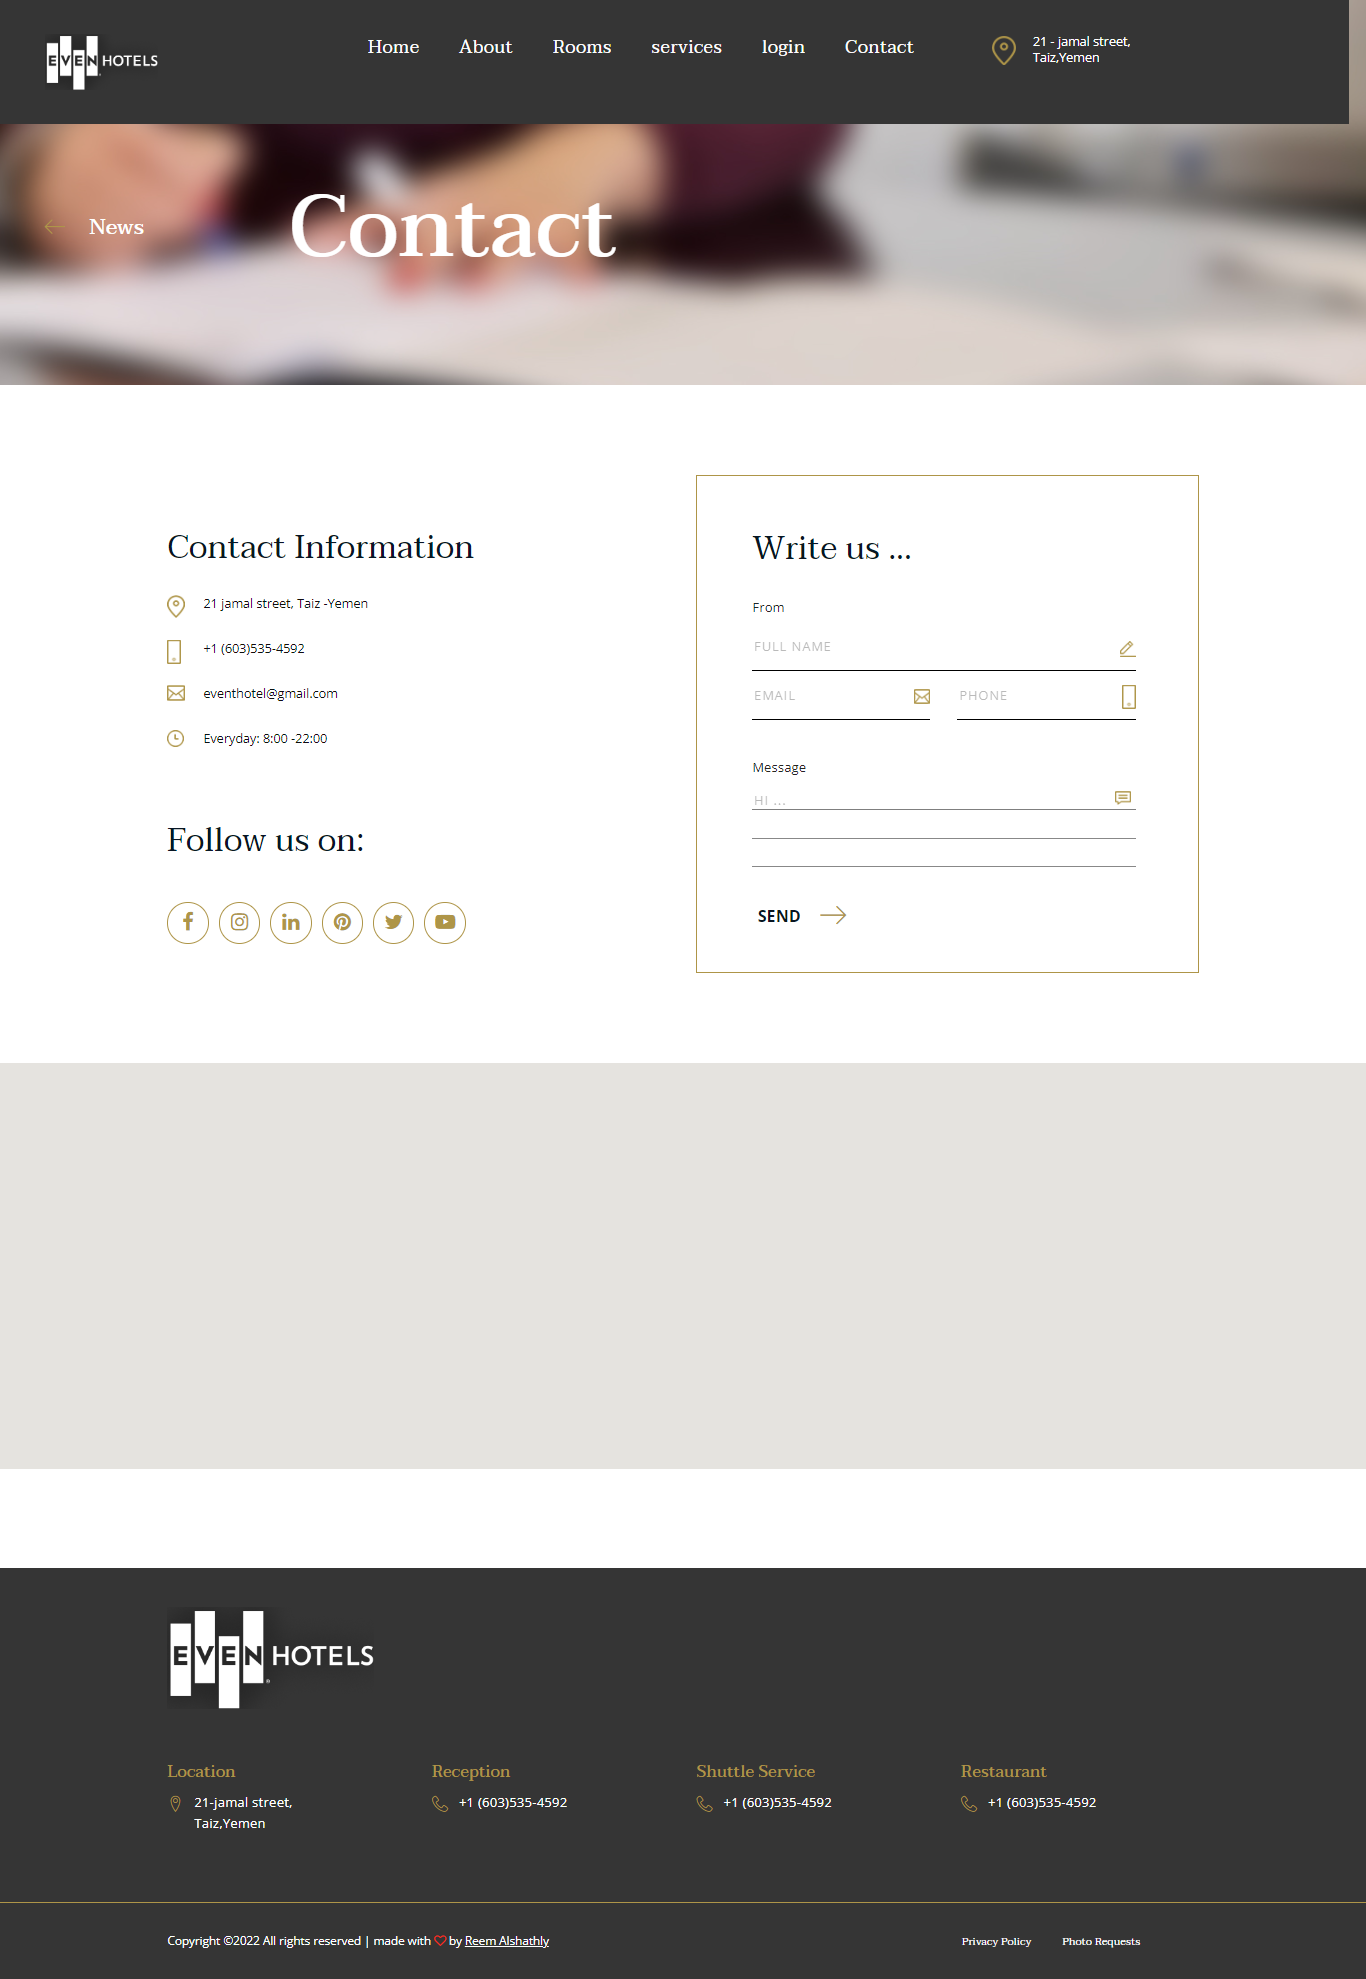 EVEN HOTELS
Home
About
Rooms
services
login
Contact
21 - jamal street,
Taiz,Yemen
News
Contact
Contact Information
21 jamal street, Taiz -Yemen
+1 (603)535-4592
eventhotel@gmail.com
Everyday: 8:00 -22:00
Follow us on:
Write us ...
From
FULL NAME
EMAIL
PHONE
Message
HI ...
SEND
EVEN HOTELS
Location
21-jamal street,
Taiz,Yemen
Reception
+1 (603)535-4592
Shuttle Service
+1 (603)535-4592
Restaurant
+1 (603)535-4592
Copyright ©2022 All rights reserved | made with ♡ by Reem Alshathly
Privacy Policy
Photo Requests